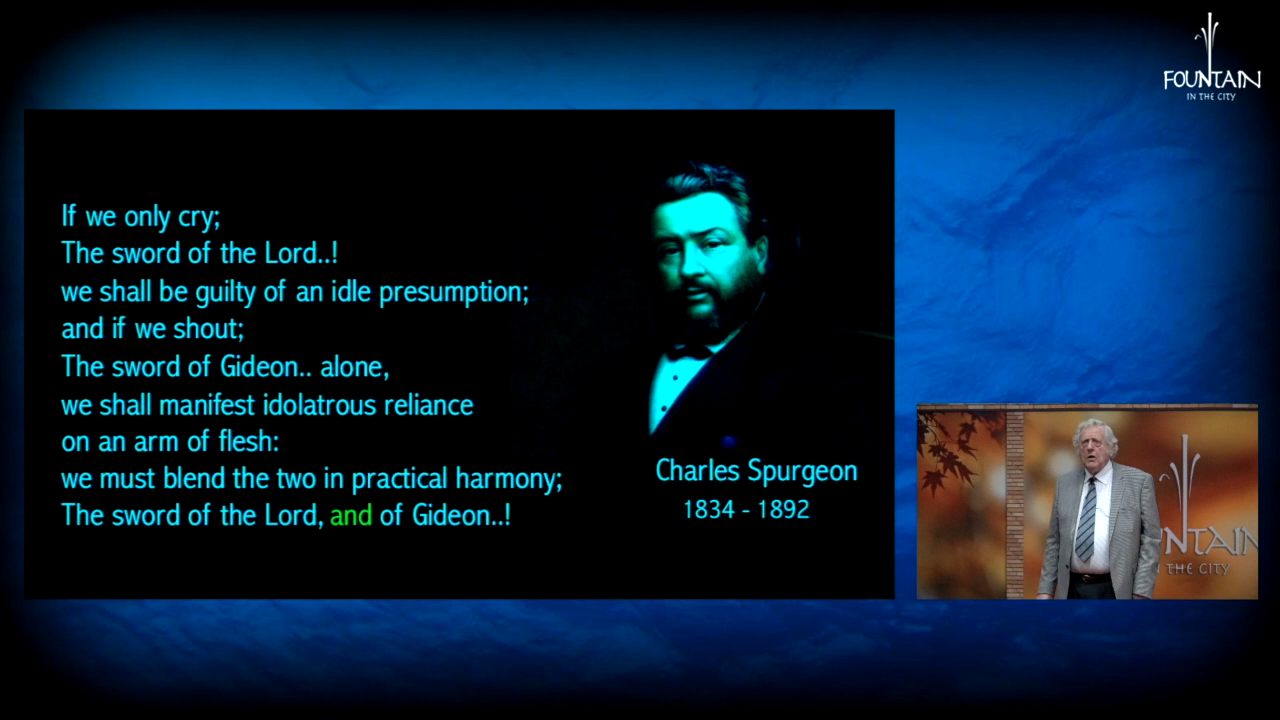 FOUNTAIN
IN THE CITY
If we only cry;
The sword of the Lord..!
we shall be guilty of an idle presumption;
and if we shout;
The sword of Gideon.. alone,
we shall manifest idolatrous reliance
on an arm of flesh:
we must blend the two in practical harmony;
The sword of the Lord, and of Gideon..!
Charles Spurgeon
1834 - 1892
UNTAIN
THE CITY